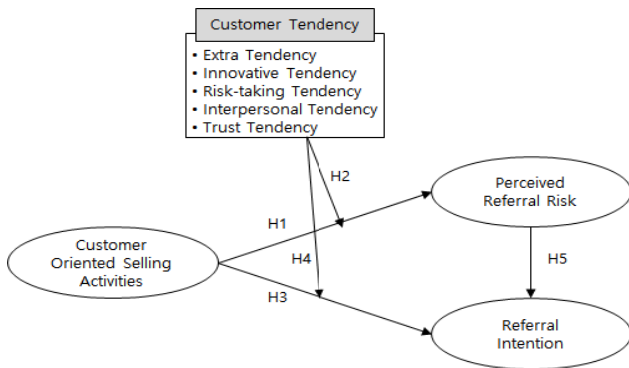 Customer Tendency
• Extra Tendency
• Innovative Tendency
• Risk-taking Tendency
• Interpersonal Tendency
• Trust Tendency
H2
Perceived
Referral Risk
H1
Customer
Oriented Selling
Activities
H4
H5
H3
Referral
Intention